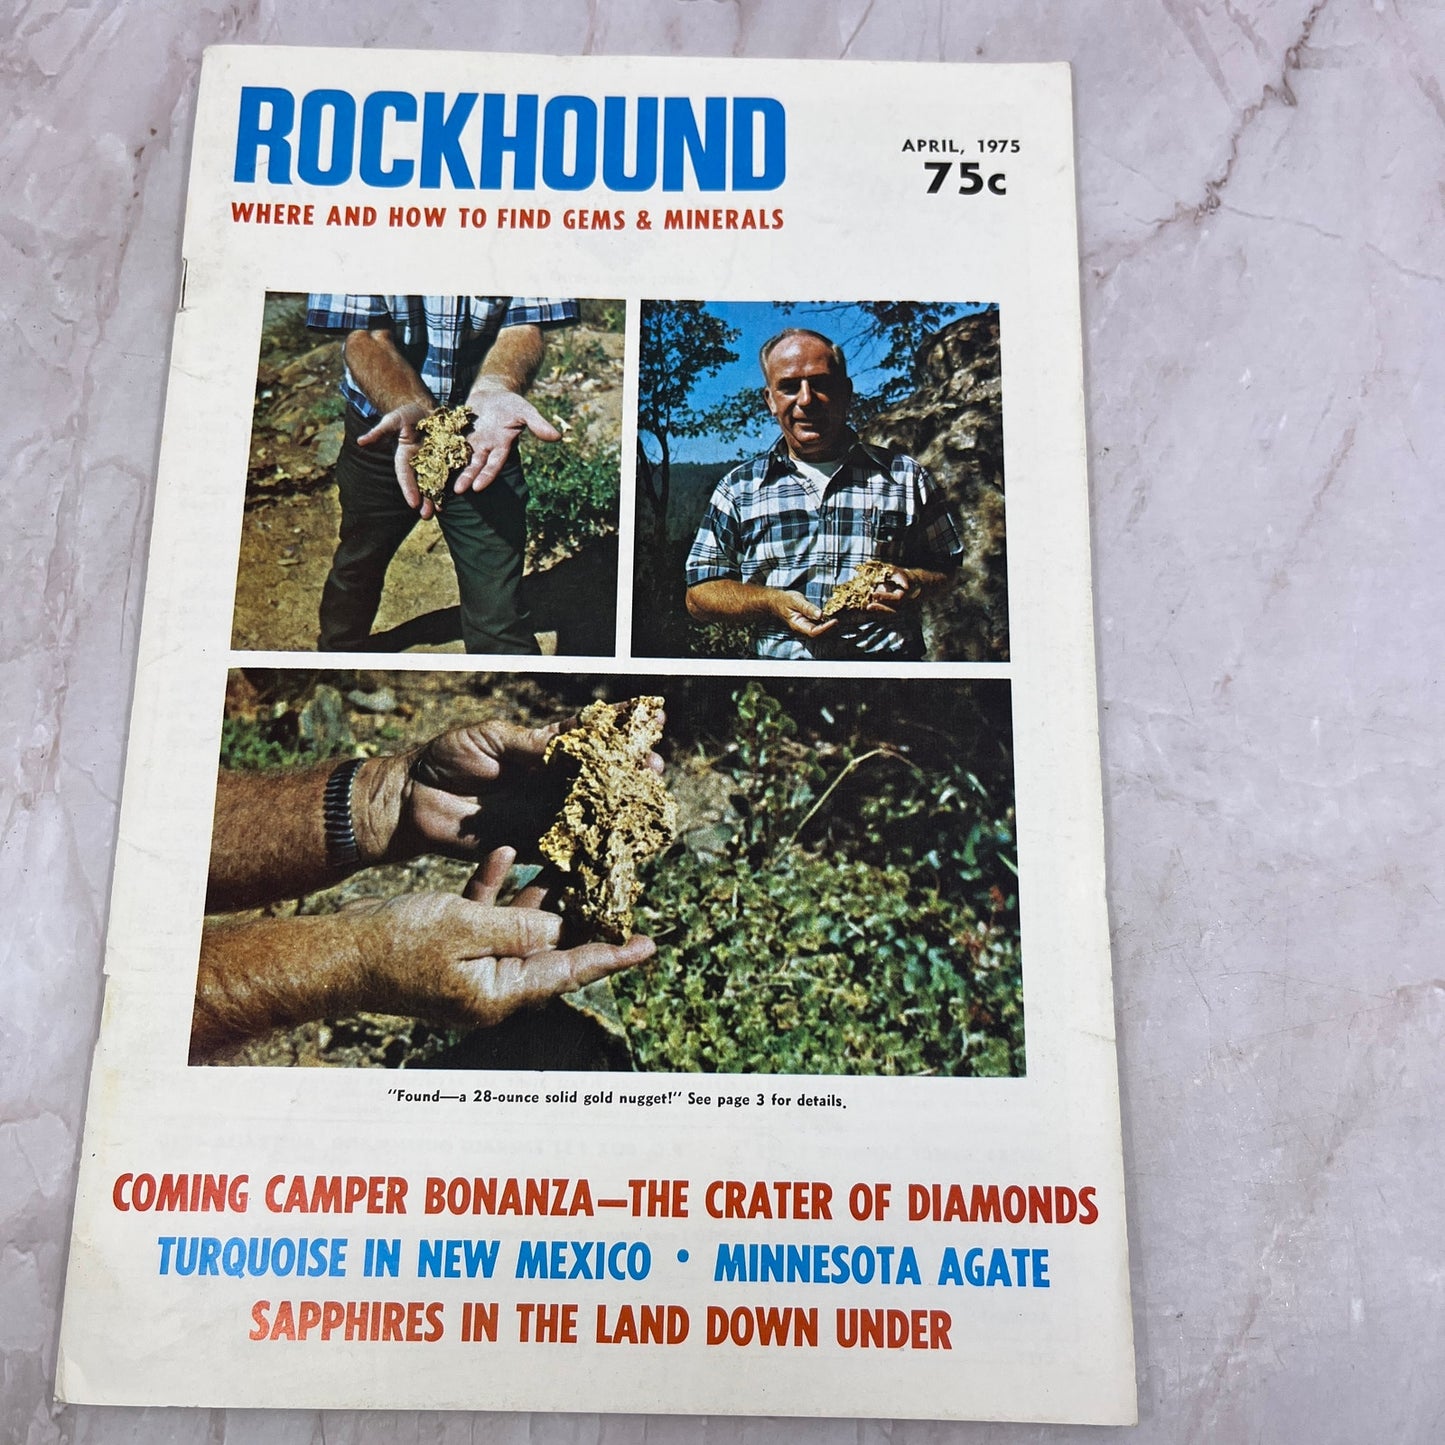 ROCKHOUND
APRIL, 1975
75c
WHERE AND HOW TO FIND GEMS & MINERALS
"Found—a 28-ounce solid gold nugget!" See page 3 for details.
COMING CAMPER BONANZA—THE CRATER OF DIAMONDS
TURQUOISE IN NEW MEXICO • MINNESOTA AGATE
SAPPHIRES IN THE LAND DOWN UNDER